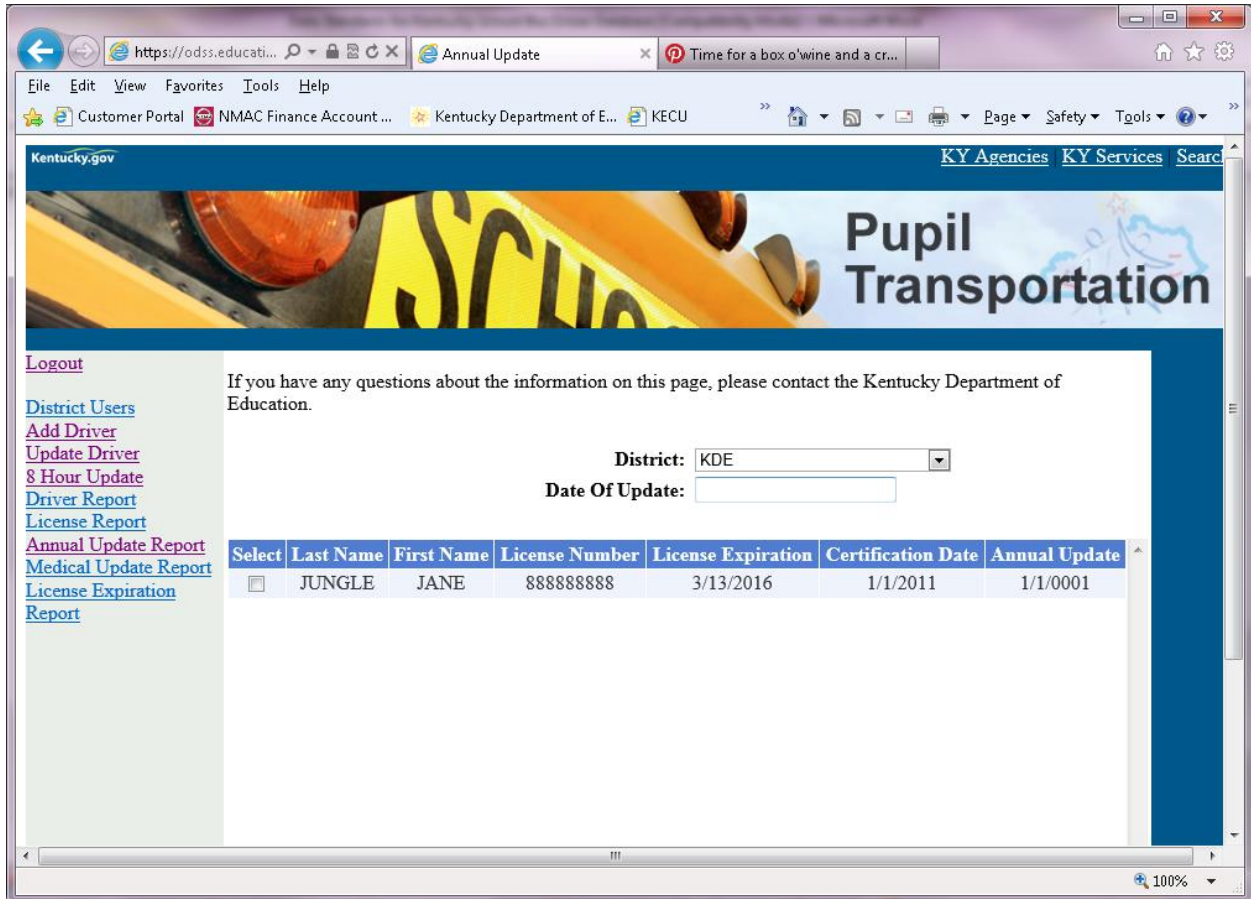 https://odss.educati...
Annual Update
Time for a box o'wine and a cr...
File Edit View Favorites Tools Help
Customer Portal NMAC Finance Account ... Kentucky Department of E... KECU
Page Safety Tools
Kentucky.gov
KY Agencies KY Services Searc
SCHO
Pupil
Transportation
Logout
District Users
Add Driver
Update Driver
8 Hour Update
Driver Report
License Report
Annual Update Report
Medical Update Report
License Expiration
Report
If you have any questions about the information on this page, please contact the Kentucky Department of
Education.
District: KDE
Date Of Update:
Select Last Name First Name License Number License Expiration Certification Date Annual Update
JUNGLE JANE 888888888 3/13/2016 1/1/2011 1/1/0001
100%